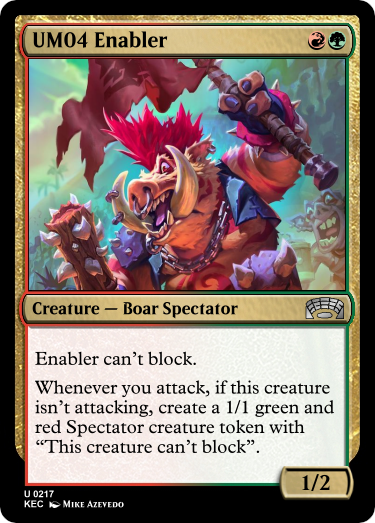 UM04 Enabler
Creature — Boar Spectator
Enabler can't block.
Whenever you attack, if this creature
isn't attacking, create a 1/1 green and
red Spectator creature token with
“This creature can't block”.
1/2
U 0217
KEC Mike Azevedo